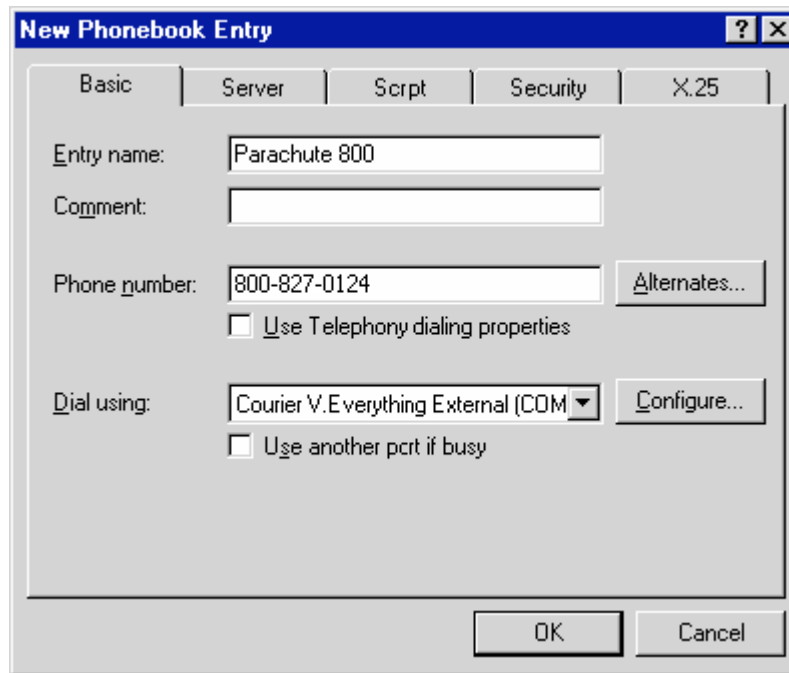 New Phonebook Entry ? X
Basic Server Scrpt Security X.25
Entry name: Parachute 800
Comment:
Phone number: 800-827-0124 Alternates...
Use Telephony dialing properties
Dial using: Courier V.Everything External (COM Configure...
Use another pcrt if busy
OK Cancel